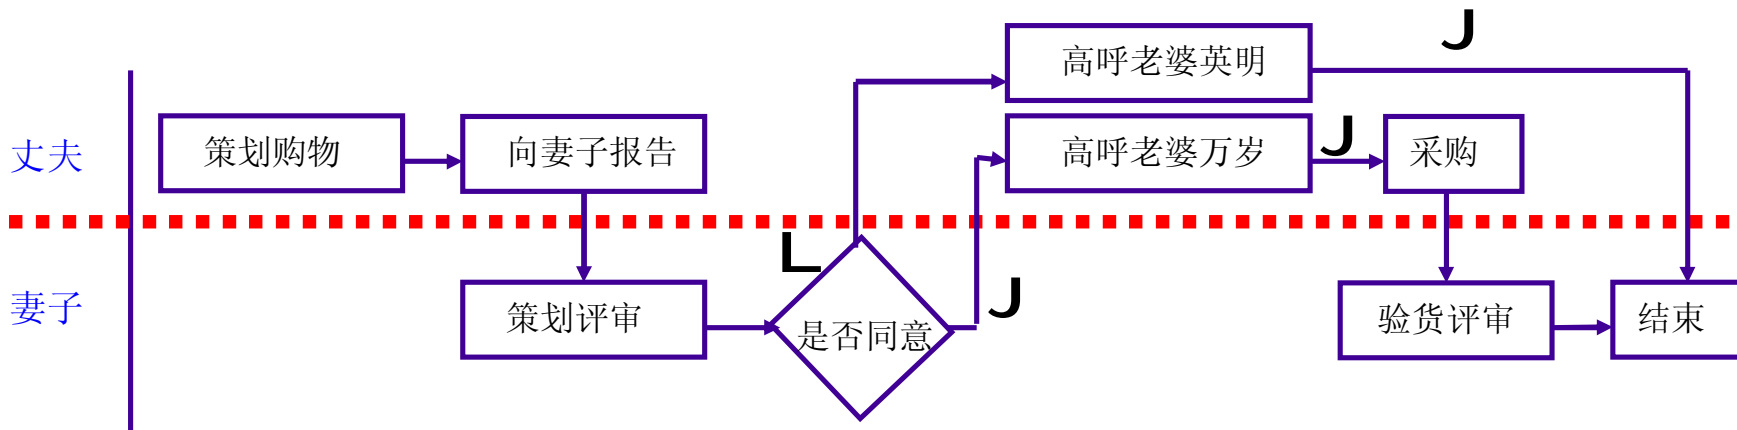 高呼老婆英明
J
丈夫
策划购物
向妻子报告
高呼老婆万岁
J
采购
L
妻子
策划评审
是否同意
J
验货评审
结束